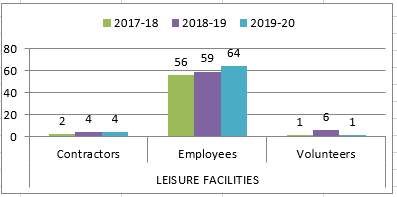 2017-18 2018-19 2019-20
80
60
40
20
0
2 4 4 56 59 64 1 6 1
Contractors Employees Volunteers
LEISURE FACILITIES